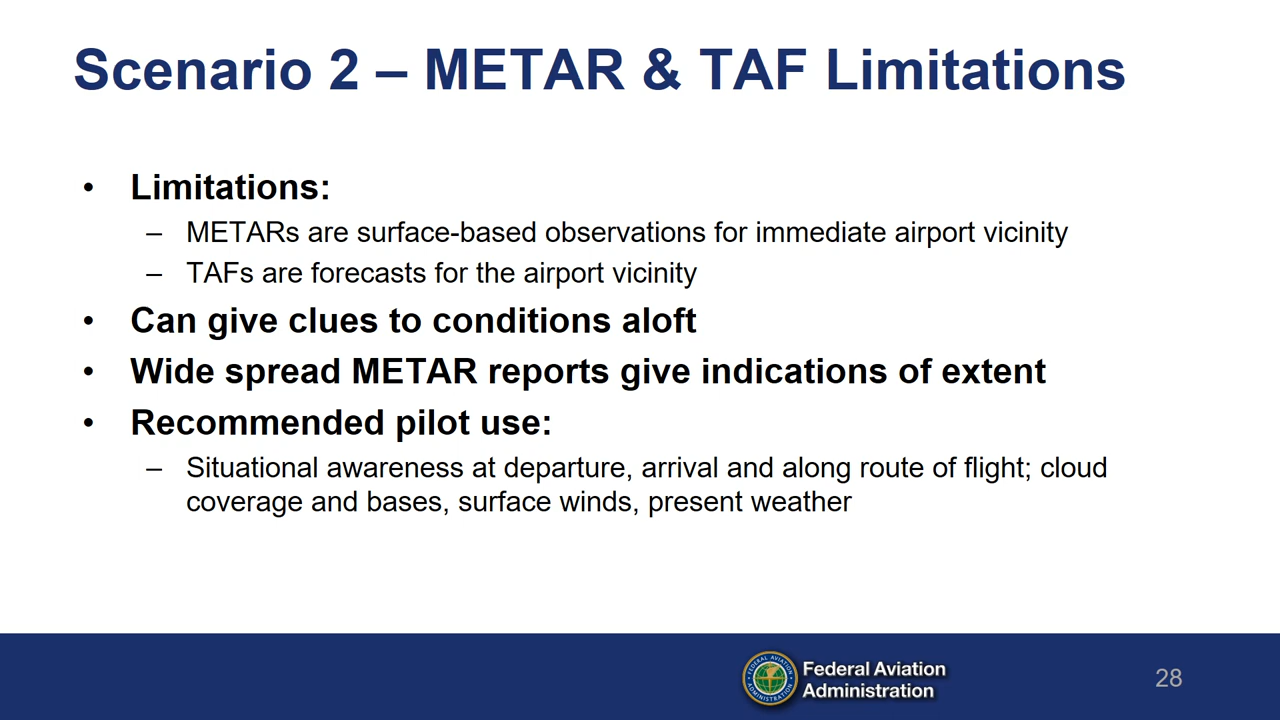 Scenario 2 – METAR & TAF Limitations
• Limitations:
– METARs are surface-based observations for immediate airport vicinity
– TAFs are forecasts for the airport vicinity
• Can give clues to conditions aloft
• Wide spread METAR reports give indications of extent
• Recommended pilot use:
– Situational awareness at departure, arrival and along route of flight; cloud
coverage and bases, surface winds, present weather
FEDERAL AVIATION
ADMINISTRATION
Federal Aviation
Administration
28